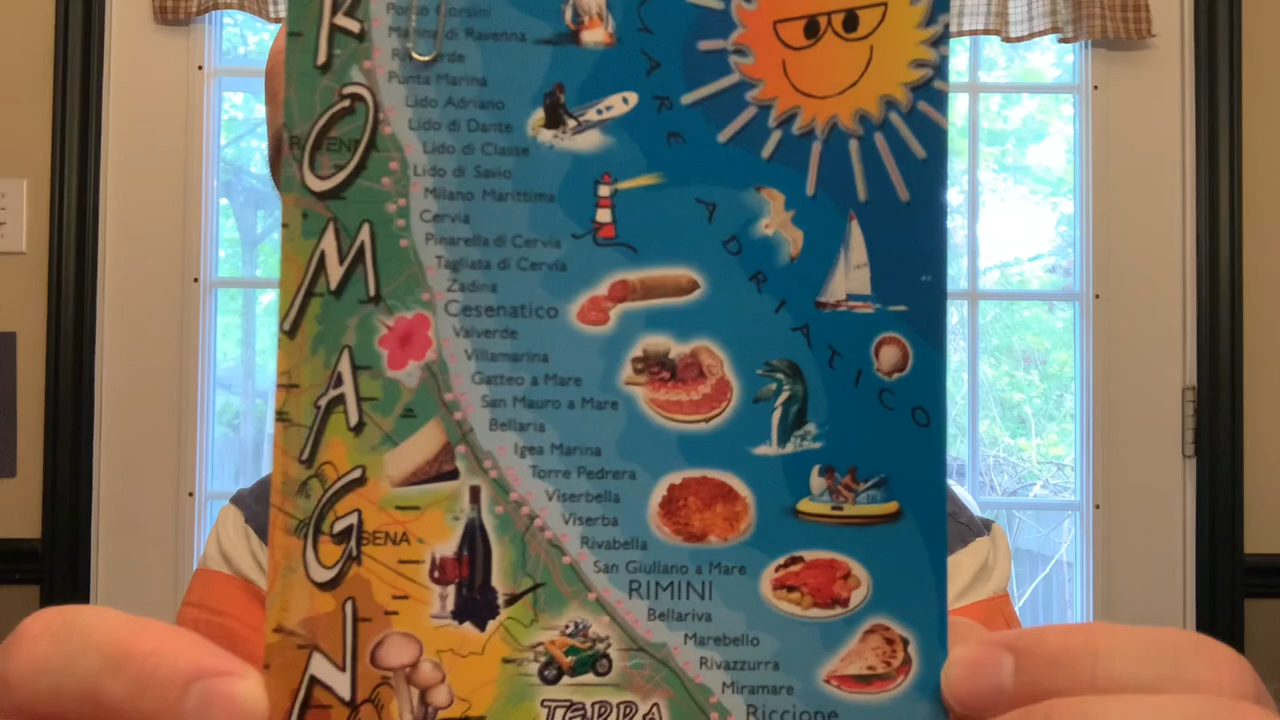 ROMAGN
Porto Corsini
Marina di Ravenna
Punta Marina
Lido Adriano
Lido di Dante
Lido di Classe
Lido di Savio
Milano Marittima
Cervia
Pinarella di Cervia
Tagliata di Cervia
Zadina
Cesenatico
Valverde
Villamarina
Gatteo a Mare
San Mauro a Mare
Bellaria
Igea Marina
Torre Pedrera
Viserbella
Viserba
Rivabella
San Giuliano a Mare
RIMINI
Bellariva
Marebello
Rivazzurra
Miramare
Riccione
MARE
ADRIATICO
SENA
TERRA